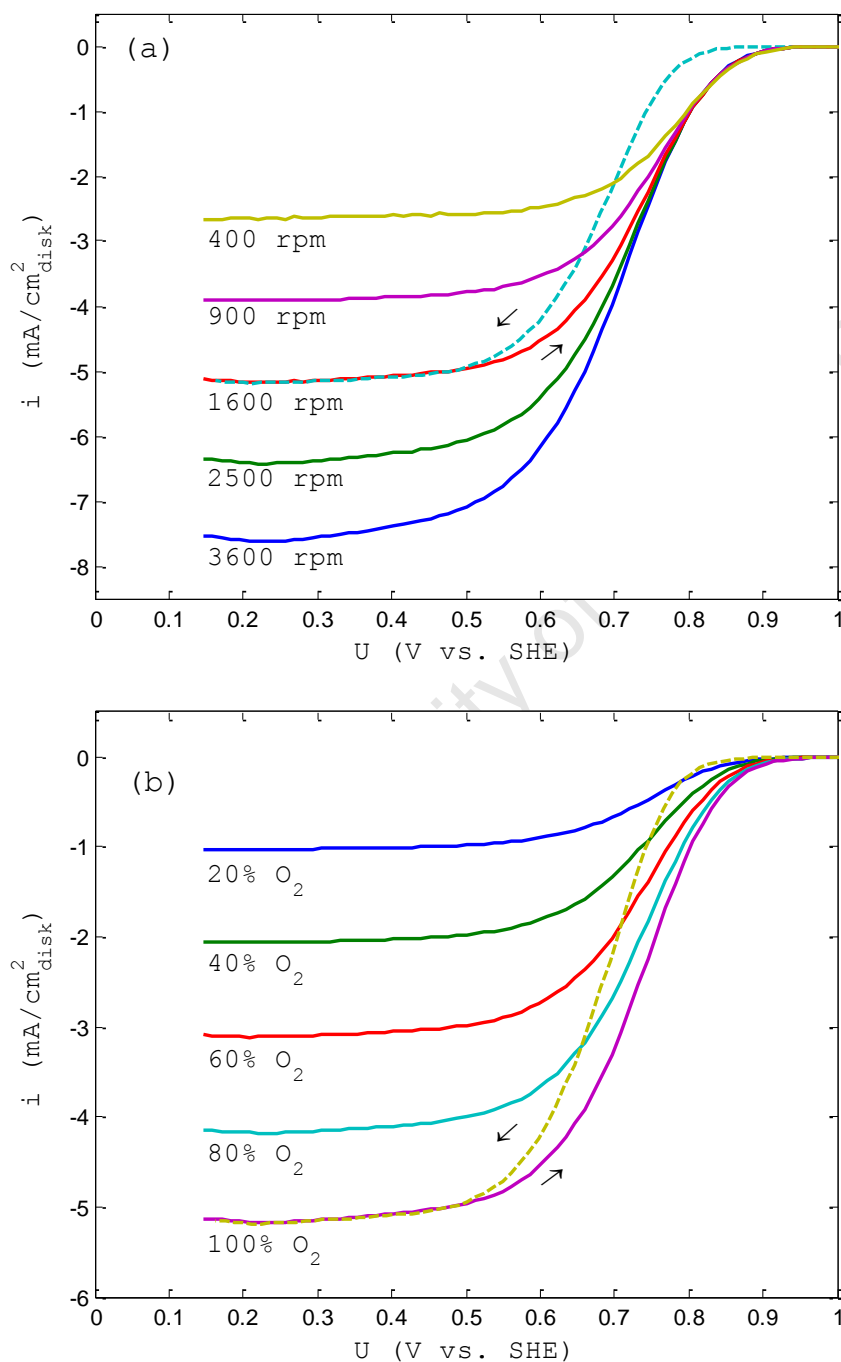 (a)
0
-1
-2
-3
-4
-5
-6
-7
-8
i (mA/cm²disk)
400 rpm
900 rpm
1600 rpm
2500 rpm
3600 rpm
0 0.1 0.2 0.3 0.4 0.5 0.6 0.7 0.8 0.9 1
U (V vs. SHE)
(b)
0
-1
-2
-3
-4
-5
-6
i (mA/cm²disk)
20% O₂
40% O₂
60% O₂
80% O₂
100% O₂
0 0.1 0.2 0.3 0.4 0.5 0.6 0.7 0.8 0.9 1
U (V vs. SHE)